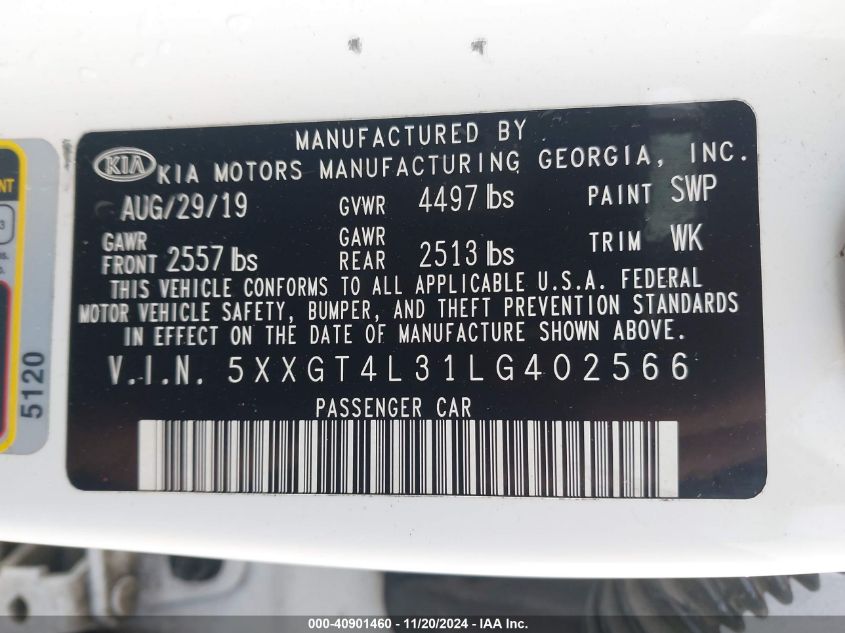 MANUFACTURED BY
KIA KIA MOTORS MANUFACTURING GEORGIA, INC.
AUG/29/19 GVWR 4497 lbs PAINT SWP
GAWR FRONT 2557 lbs GAWR REAR 2513 lbs TRIM WK
THIS VEHICLE CONFORMS TO ALL APPLICABLE U.S.A. FEDERAL
MOTOR VEHICLE SAFETY, BUMPER, AND THEFT PREVENTION STANDARDS
IN EFFECT ON THE DATE OF MANUFACTURE SHOWN ABOVE.
V.I.N. 5XXGT4L31LG402566
PASSENGER CAR
5120
NT
3
000-40901460 - 11/20/2024 - IAA Inc.